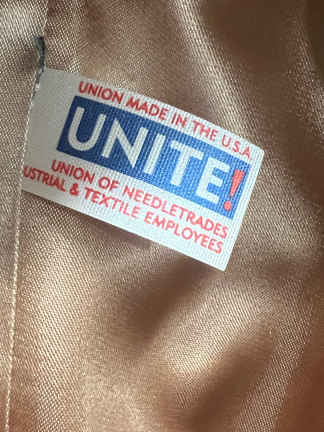 UNION MADE IN THE U.S.A.
UNITE!
UNION OF NEEDLETRADES
USTRIAL & TEXTILE EMPLOYEES